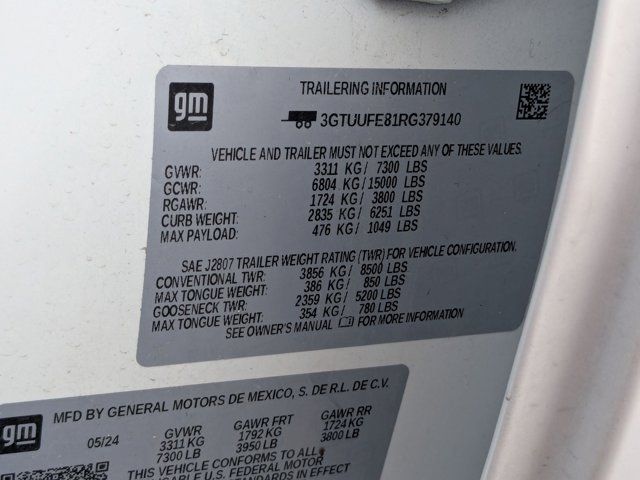 gm
TRAILERING INFORMATION
3GTUUFE81RG379140
VEHICLE AND TRAILER MUST NOT EXCEED ANY OF THESE VALUES.
GVWR: 3311 KG / 7300 LBS
GCWR: 6804 KG / 15000 LBS
RGAWR: 1724 KG / 3800 LBS
CURB WEIGHT: 2835 KG / 6251 LBS
MAX PAYLOAD: 476 KG / 1049 LBS
SAE J2807 TRAILER WEIGHT RATING (TWR) FOR VEHICLE CONFIGURATION.
CONVENTIONAL TWR: 3856 KG / 8500 LBS
MAX TONGUE WEIGHT: 386 KG / 850 LBS
GOOSENECK TWR: 2359 KG / 5200 LBS
MAX TONGUE WEIGHT: 354 KG / 780 LBS
SEE OWNER'S MANUAL FOR MORE INFORMATION
gm
MFD BY GENERAL MOTORS DE MEXICO, S. DE R.L. DE C.V.
05/24 GVWR GAWR FRT GAWR RR
3311 KG 1792 KG 1724 KG
7300 LB 3950 LB 3800 LB
THIS VEHICLE CONFORMS TO ALL
APPLICABLE U.S. FEDERAL MOTOR
STANDARDS IN EFFECT